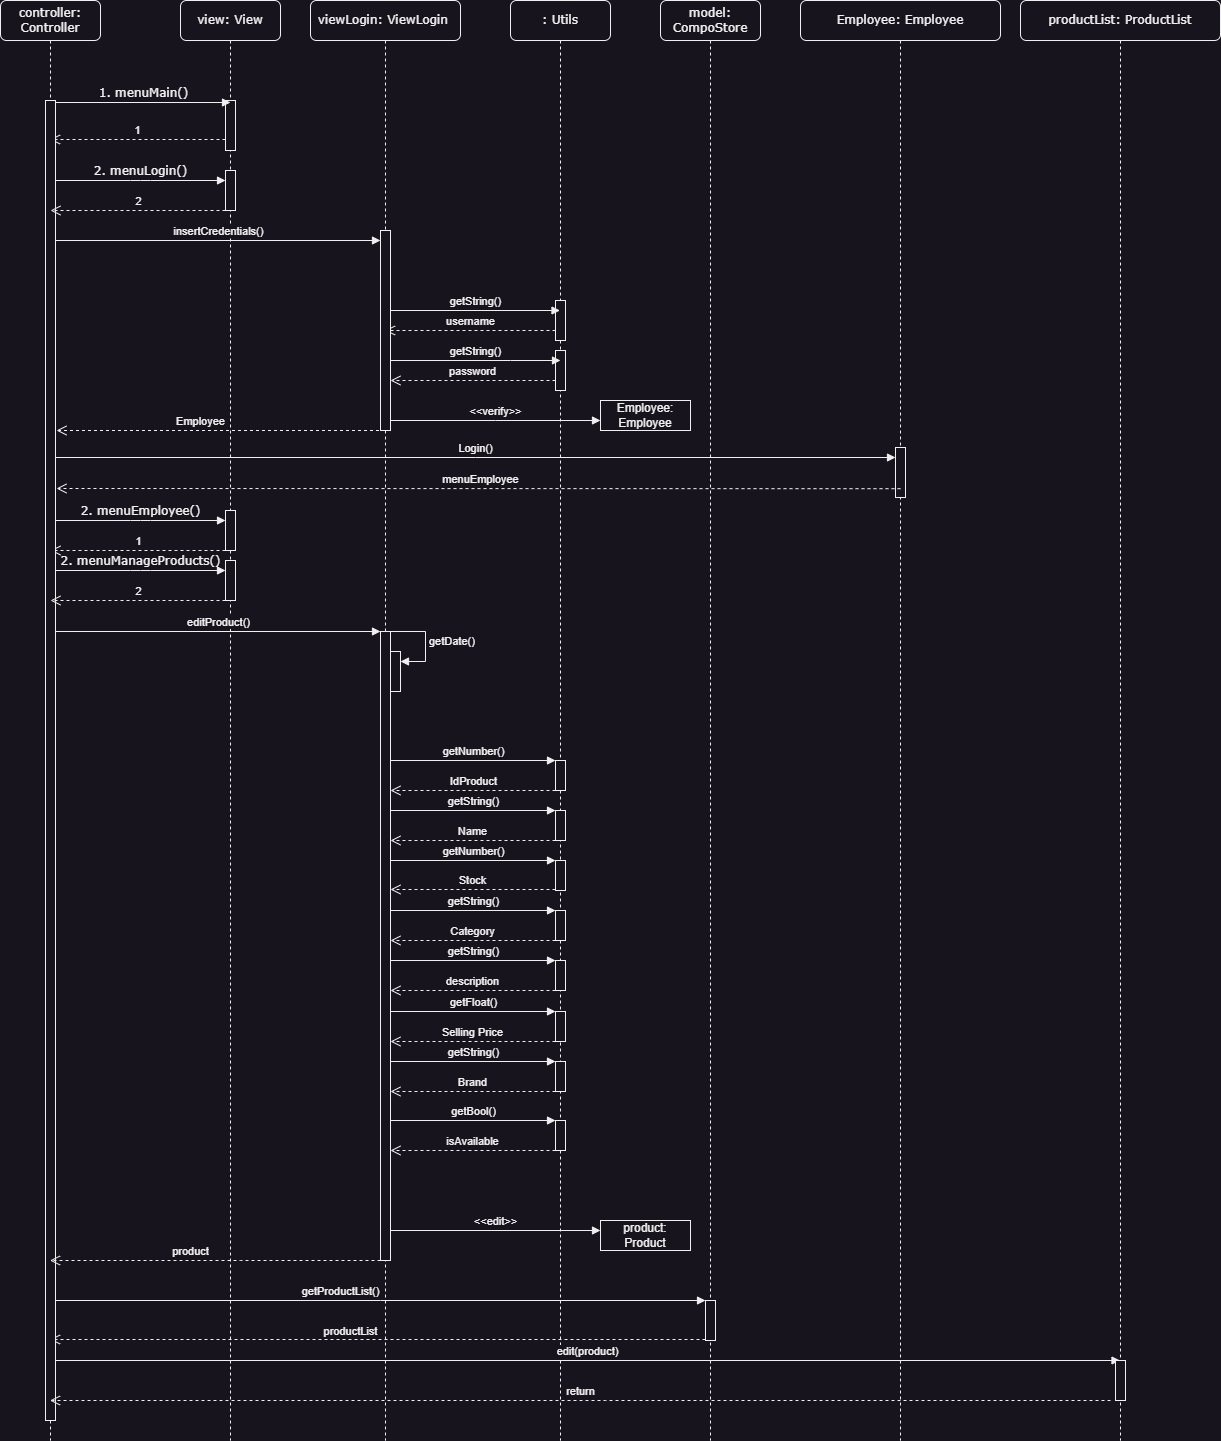 controller:
Controller
view: View
viewLogin: ViewLogin
: Utils
model:
CompoStore
Employee: Employee
productList: ProductList
1. menuMain()
1
2. menuLogin()
2
insertCredentials()
getString()
username
getString()
password
<<verify>>
Employee:
Employee
Employee
Login()
menuEmployee
2. menuEmployee()
1
2. menuManageProducts()
2
editProduct()
getDate()
getNumber()
IdProduct
getString()
Name
getNumber()
Stock
getString()
Category
getString()
description
getFloat()
Selling Price
getString()
Brand
getBool()
isAvailable
<<edit>>
product:
Product
product
getProductList()
productList
edit(product)
return